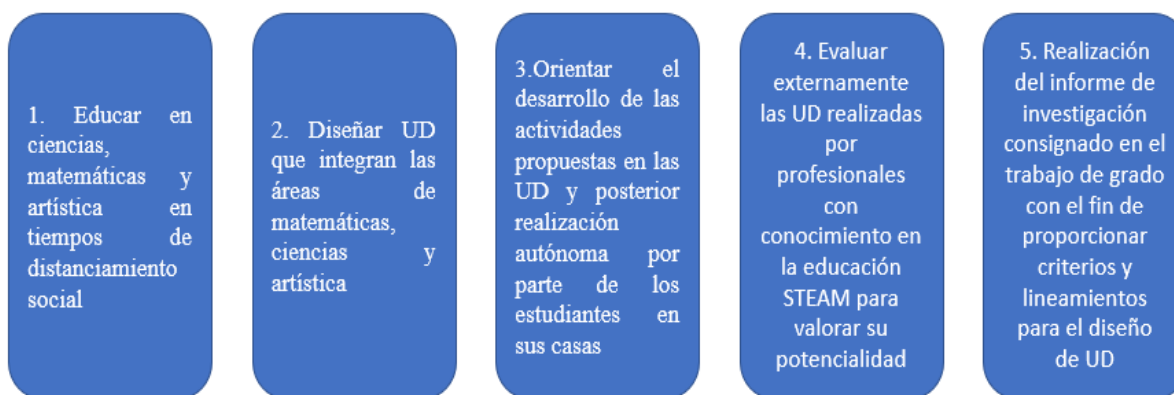 1. Educar en
ciencias,
matemáticas y
artística en
tiempos de
distanciamiento
social
2. Diseñar UD
que integran las
áreas de
matemáticas,
ciencias y
artística
3.Orientar el
desarrollo de las
actividades
propuestas en las
UD y posterior
realización
autónoma por
parte de los
estudiantes en
sus casas
4. Evaluar
externamente
las UD realizadas
por
profesionales
con
conocimiento en
la educación
STEAM para
valorar su
potencialidad
5. Realización
del informe de
investigación
consignado en el
trabajo de grado
con el fin de
proporcionar
criterios y
lineamientos
para el diseño
de UD